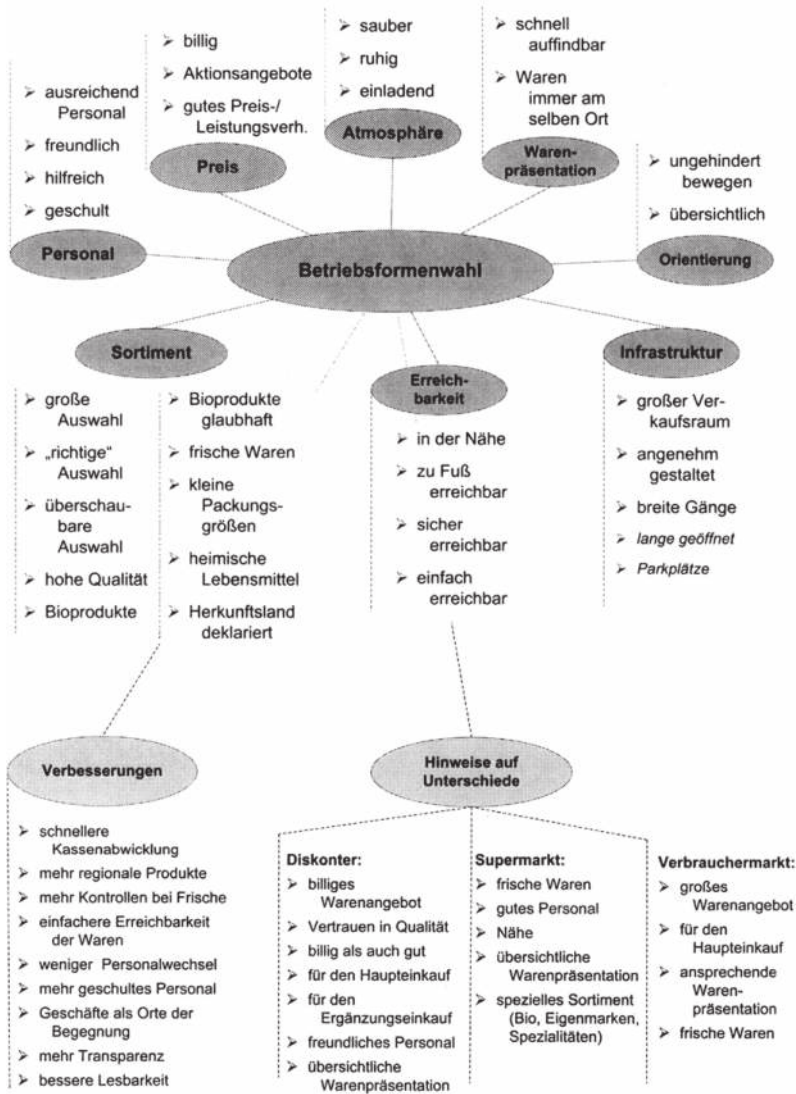 ➢ ausreichend
Personal
➢ freundlich
➢ hilfreich
➢ geschult
Personal
➢ billig
➢ Aktionsangebote
➢ gutes Preis-/
Leistungsverh.
Preis
➢ sauber
➢ ruhig
➢ einladend
Atmosphäre
➢ schnell
auffindbar
➢ Waren
immer am
selben Ort
Waren-
präsentation
➢ ungehindert
bewegen
➢ übersichtlich
Orientierung
Betriebsformenwahl
Sortiment
➢ große
Auswahl
➢ „richtige“
Auswahl
➢ überschau-
bare
Auswahl
➢ hohe Qualität
➢ Bioprodukte
➢ Bioprodukte
glaubhaft
➢ frische Waren
➢ kleine
Packungs-
größen
➢ heimische
Lebensmittel
➢ Herkunftsland
deklariert
Erreich-
barkeit
➢ in der Nähe
➢ zu Fuß
erreichbar
➢ sicher
erreichbar
➢ einfach
erreichbar
Infrastruktur
➢ großer Ver-
kaufsraum
➢ angenehm
gestaltet
➢ breite Gänge
➢ lange geöffnet
➢ Parkplätze
Verbesserungen
➢ schnellere
Kassenabwicklung
➢ mehr regionale Produkte
➢ mehr Kontrollen bei Frische
➢ einfachere Erreichbarkeit
der Waren
➢ weniger Personalwechsel
➢ mehr geschultes Personal
➢ Geschäfte als Orte der
Begegnung
➢ mehr Transparenz
➢ bessere Lesbarkeit
Hinweise auf
Unterschiede
Diskonter:
➢ billiges
Warenangebot
➢ Vertrauen in Qualität
➢ billig als auch gut
➢ für den Haupteinkauf
➢ für den
Ergänzungseinkauf
➢ freundliches Personal
➢ übersichtliche
Warenpräsentation
Supermarkt:
➢ frische Waren
➢ gutes Personal
➢ Nähe
➢ übersichtliche
Warenpräsentation
➢ spezielles Sortiment
(Bio, Eigenmarken,
Spezialitäten)
Verbrauchermarkt:
➢ großes
Warenangebot
➢ für den
Haupteinkauf
➢ ansprechende
Waren-
präsentation
➢ frische Waren